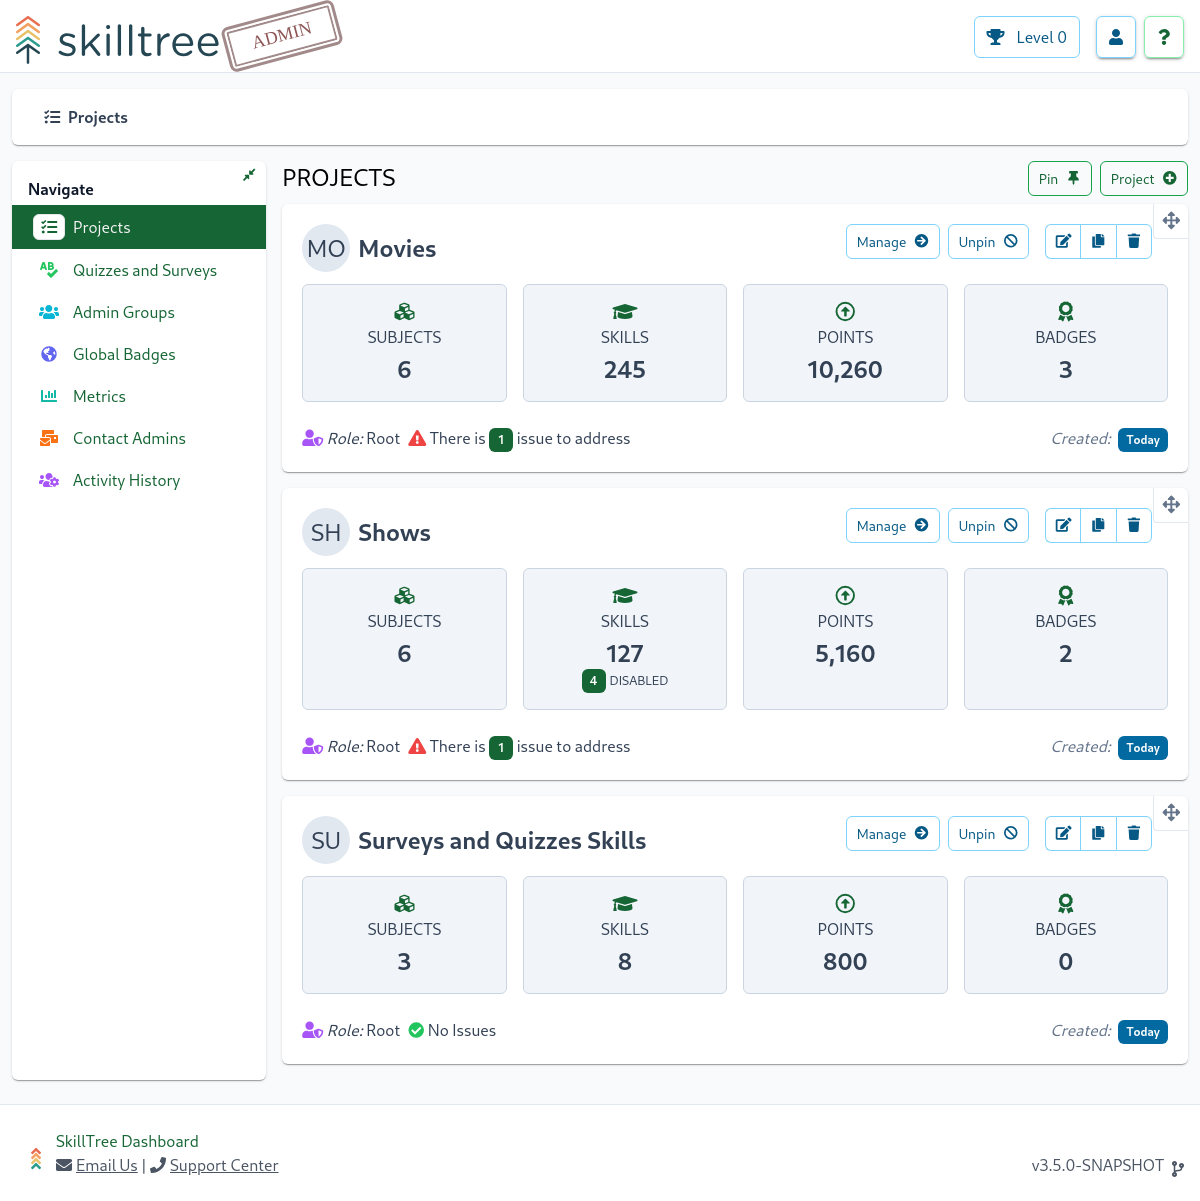 skilltree ADMIN
Level 0
?
Projects
Navigate
Projects
AB Quizzes and Surveys
Admin Groups
Global Badges
Metrics
Contact Admins
Activity History
PROJECTS
Pin
Project
MO Movies
Manage
Unpin
SUBJECTS
6
SKILLS
245
POINTS
10,260
BADGES
3
Role: Root There is 1 issue to address
Created: Today
SH Shows
Manage
Unpin
SUBJECTS
6
SKILLS
127
4 DISABLED
POINTS
5,160
BADGES
2
Role: Root There is 1 issue to address
Created: Today
SU Surveys and Quizzes Skills
Manage
Unpin
SUBJECTS
3
SKILLS
8
POINTS
800
BADGES
0
Role: Root No Issues
Created: Today
SkillTree Dashboard
Email Us | Support Center
v3.5.0-SNAPSHOT